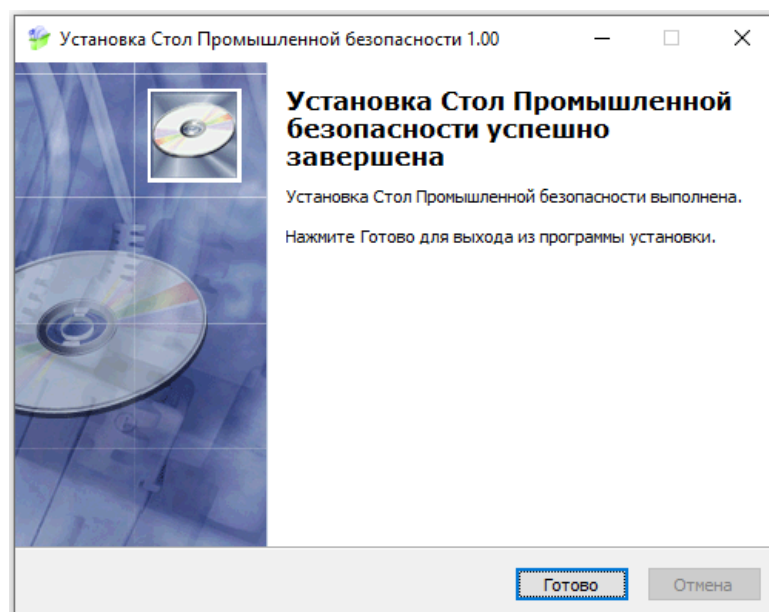 Установка Стол Промышленной безопасности 1.00
Установка Стол Промышленной
безопасности успешно
завершена
Установка Стол Промышленной безопасности выполнена.
Нажмите Готово для выхода из программы установки.
Готово
Отмена